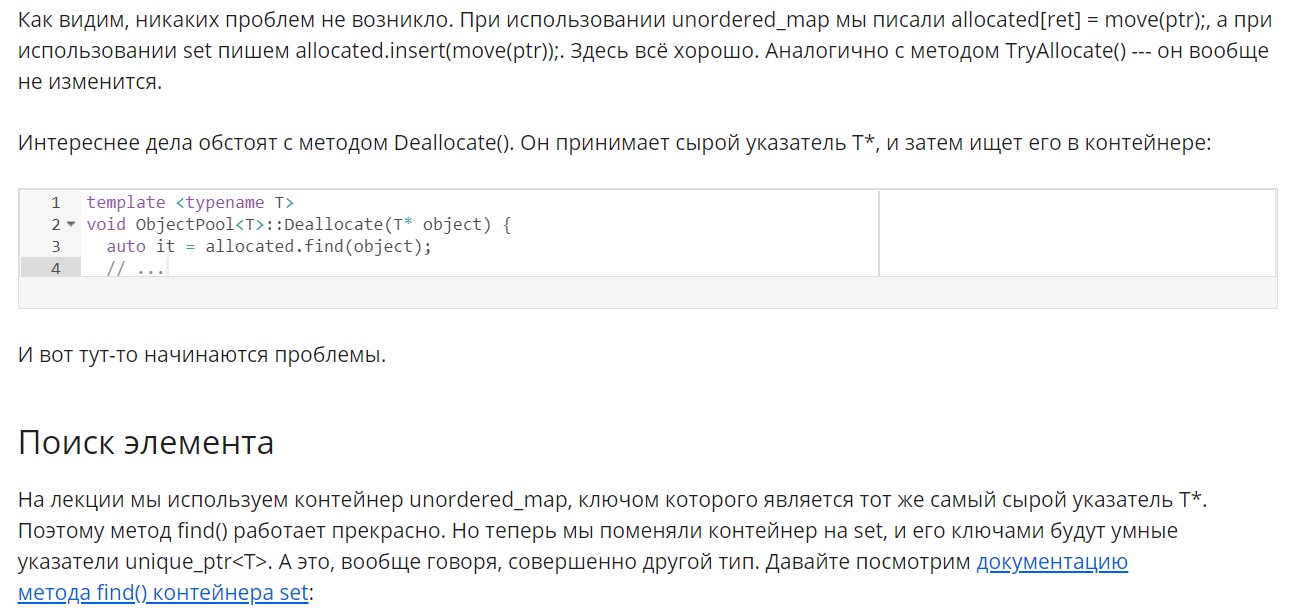 Как видим, никаких проблем не возникло. При использовании unordered_map мы писали allocated[ret] = move(ptr);, а при
использовании set пишем allocated.insert(move(ptr));. Здесь всё хорошо. Аналогично с методом TryAllocate() --- он вообще
не изменится.
Интереснее дела обстоят с методом Deallocate(). Он принимает сырой указатель T*, и затем ищет его в контейнере:
1 template <typename T>
2 void ObjectPool<T>::Deallocate(T* object) {
3 auto it = allocated.find(object);
4 // ...
И вот тут-то начинаются проблемы.
Поиск элемента
На лекции мы используем контейнер unordered_map, ключом которого является тот же самый сырой указатель T*.
Поэтому метод find() работает прекрасно. Но теперь мы поменяли контейнер на set, и его ключами будут умные
указатели unique_ptr<T>. А это, вообще говоря, совершенно другой тип. Давайте посмотрим документацию
метода find() контейнера set: